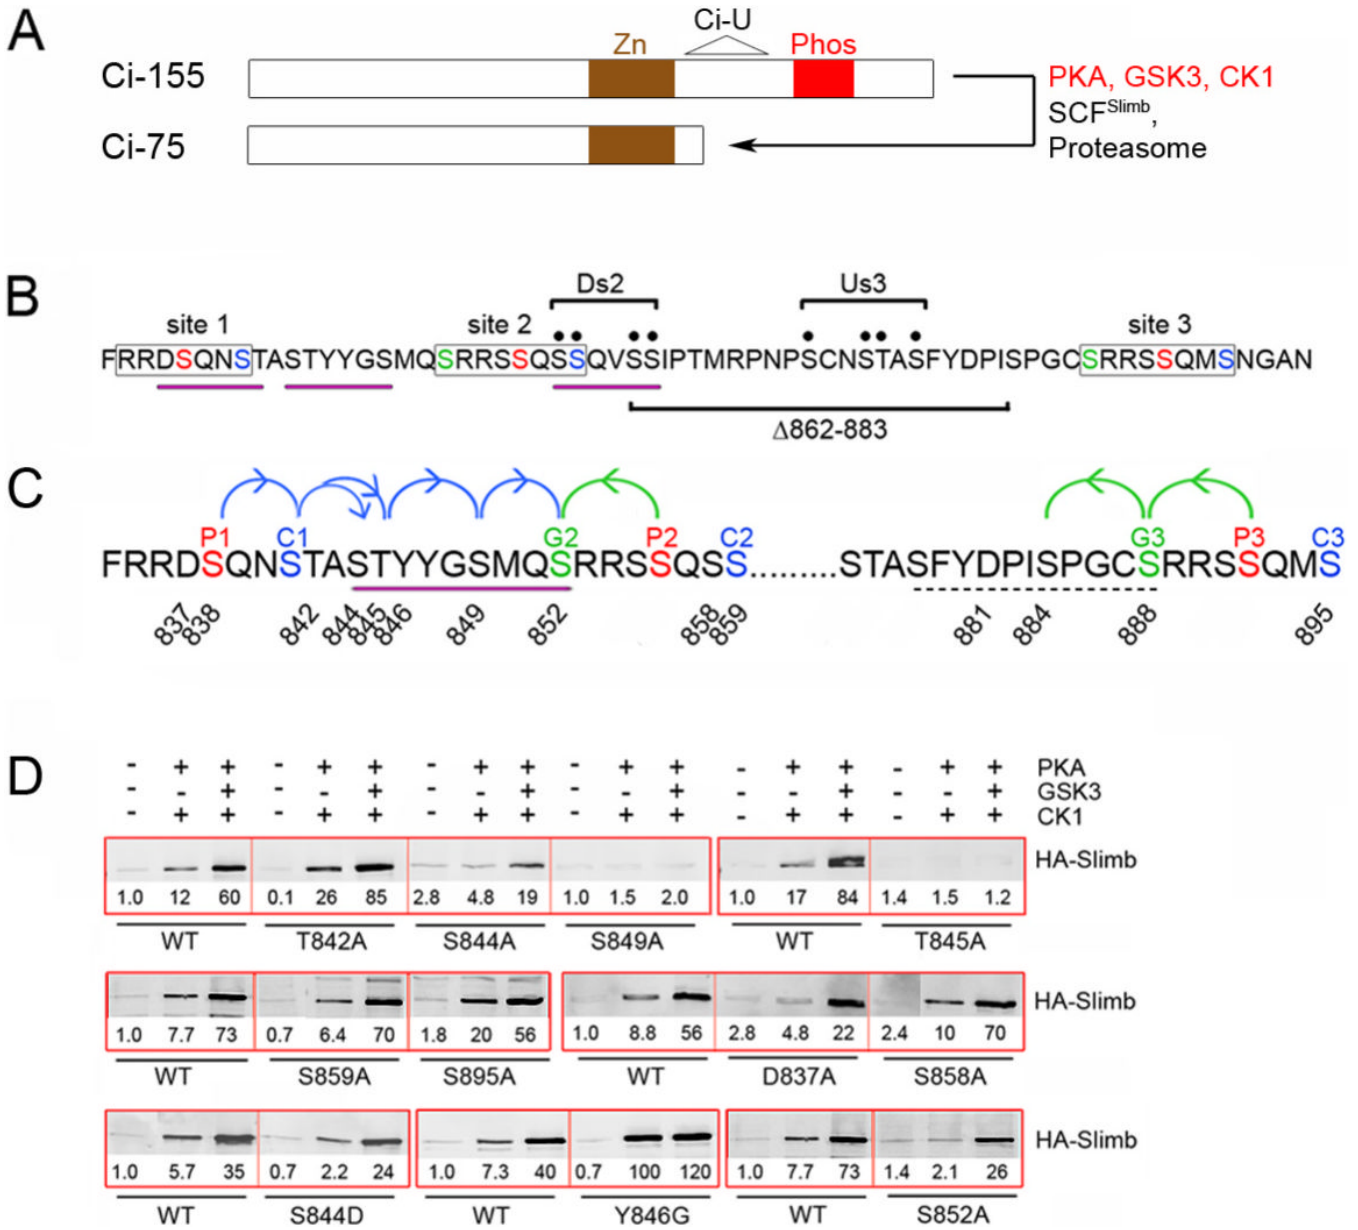 A
Ci-U
Zn Phos
Ci-155 PKA, GSK3, CK1
SCFSlimb,
Ci-75 Proteasome
B
Ds2 Us3
site 1 site 2 site 3
FRRDSQNSTASTYYGSMQSRRSSQSSQVSSIPTMRPNPSCNSTASFYDPISPGCSRRSSQMSNGAN
Δ862-883
C
P1 C1 G2 P2 C2 G3 P3 C3
FRRDSQNSTASTYYGSMQSRRSSQSS.........STASFYDPISPGCSRRSSQMS
837 838 842 844 845 846 849 852 858 859 881 884 888 895
D
- + + - + + - + + - + + - + + - + + PKA
- - + - - + - - + - - + - - + - - + GSK3
- + + - + + - + + - + + - + + - + + CK1
HA-Slimb
1.0 12 60 0.1 26 85 2.8 4.8 19 1.0 1.5 2.0 1.0 17 84 1.4 1.5 1.2
WT T842A S844A S849A WT T845A
HA-Slimb
1.0 7.7 73 0.7 6.4 70 1.8 20 56 1.0 8.8 56 2.8 4.8 22 2.4 10 70
WT S859A S895A WT D837A S858A
HA-Slimb
1.0 5.7 35 0.7 2.2 24 1.0 7.3 40 0.7 100 120 1.0 7.7 73 1.4 2.1 26
WT S844D WT Y846G WT S852A